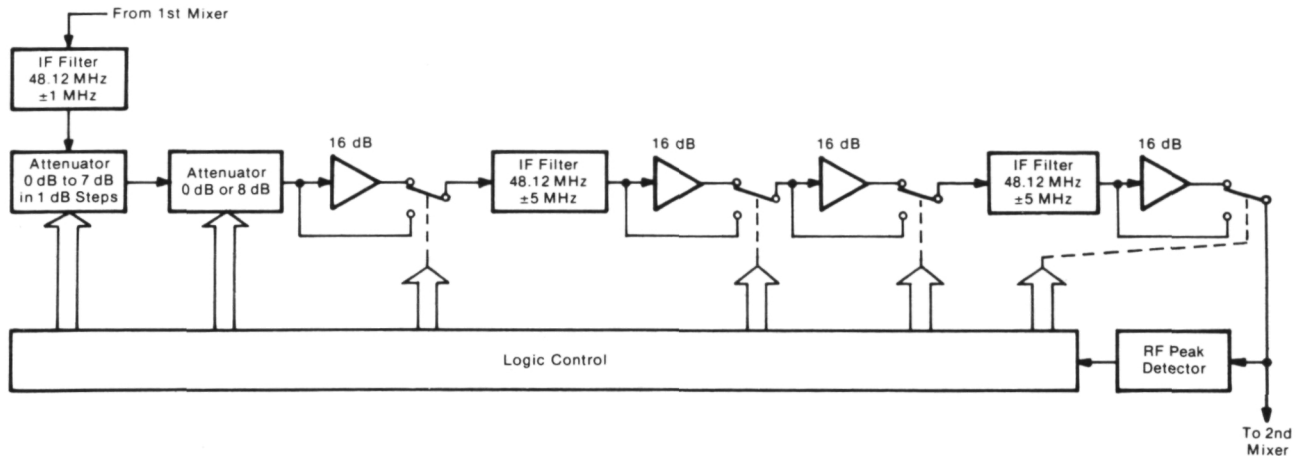 From 1st Mixer
IF Filter
48.12 MHz
±1 MHz
Attenuator
0 dB to 7 dB
in 1 dB Steps
Attenuator
0 dB or 8 dB
16 dB
IF Filter
48.12 MHz
±5 MHz
16 dB
16 dB
IF Filter
48.12 MHz
±5 MHz
16 dB
Logic Control
RF Peak
Detector
To 2nd
Mixer